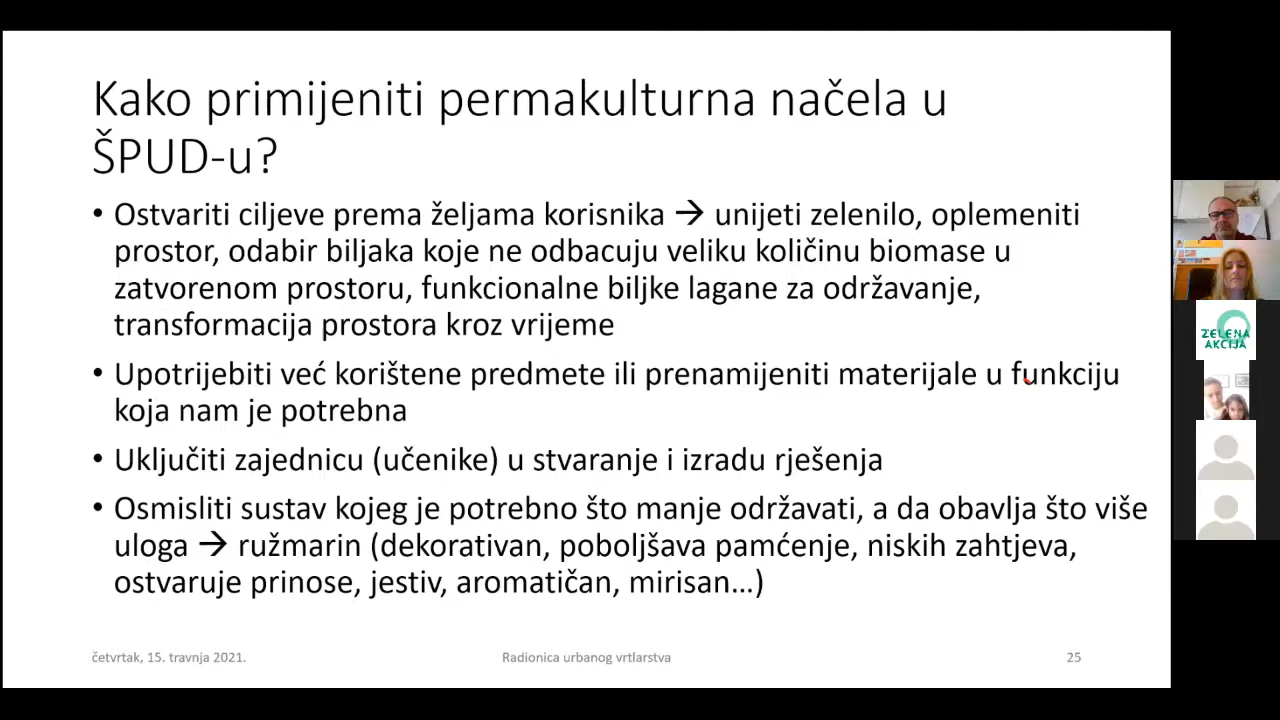 Kako primijeniti permakulturna načela u
ŠPUD-u?
• Ostvariti ciljeve prema željama korisnika → unijeti zelenilo, oplemeniti
prostor, odabir biljaka koje ne odbacuju veliku količinu biomase u
zatvorenom prostoru, funkcionalne biljke lagane za održavanje,
transformacija prostora kroz vrijeme
• Upotrijebiti već korištene predmete ili prenamijeniti materijale u funkciju
koja nam je potrebna
• Uključiti zajednicu (učenike) u stvaranje i izradu rješenja
• Osmisliti sustav kojeg je potrebno što manje održavati, a da obavlja što više
uloga → ružmarin (dekorativan, poboljšava pamćenje, niskih zahtjeva,
ostvaruje prinose, jestiv, aromatičan, mirisan...)
četvrtak, 15. travnja 2021.
Radionica urbanog vrtlarstva
25
ZELENA
AKCIJA